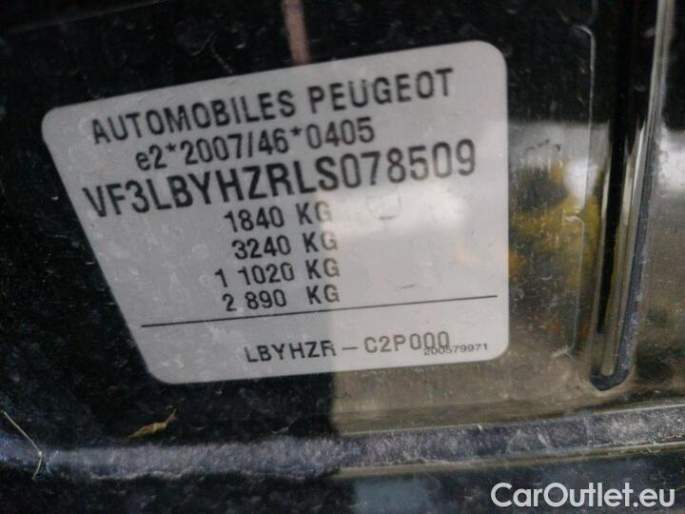 AUTOMOBILES PEUGEOT
e2*2007/46*0405
VF3LBYHZRLS078509
1840 KG
3240 KG
1 1020 KG
2 890 KG
LBYHZR - C2P000
200579971
CarOutlet.eu